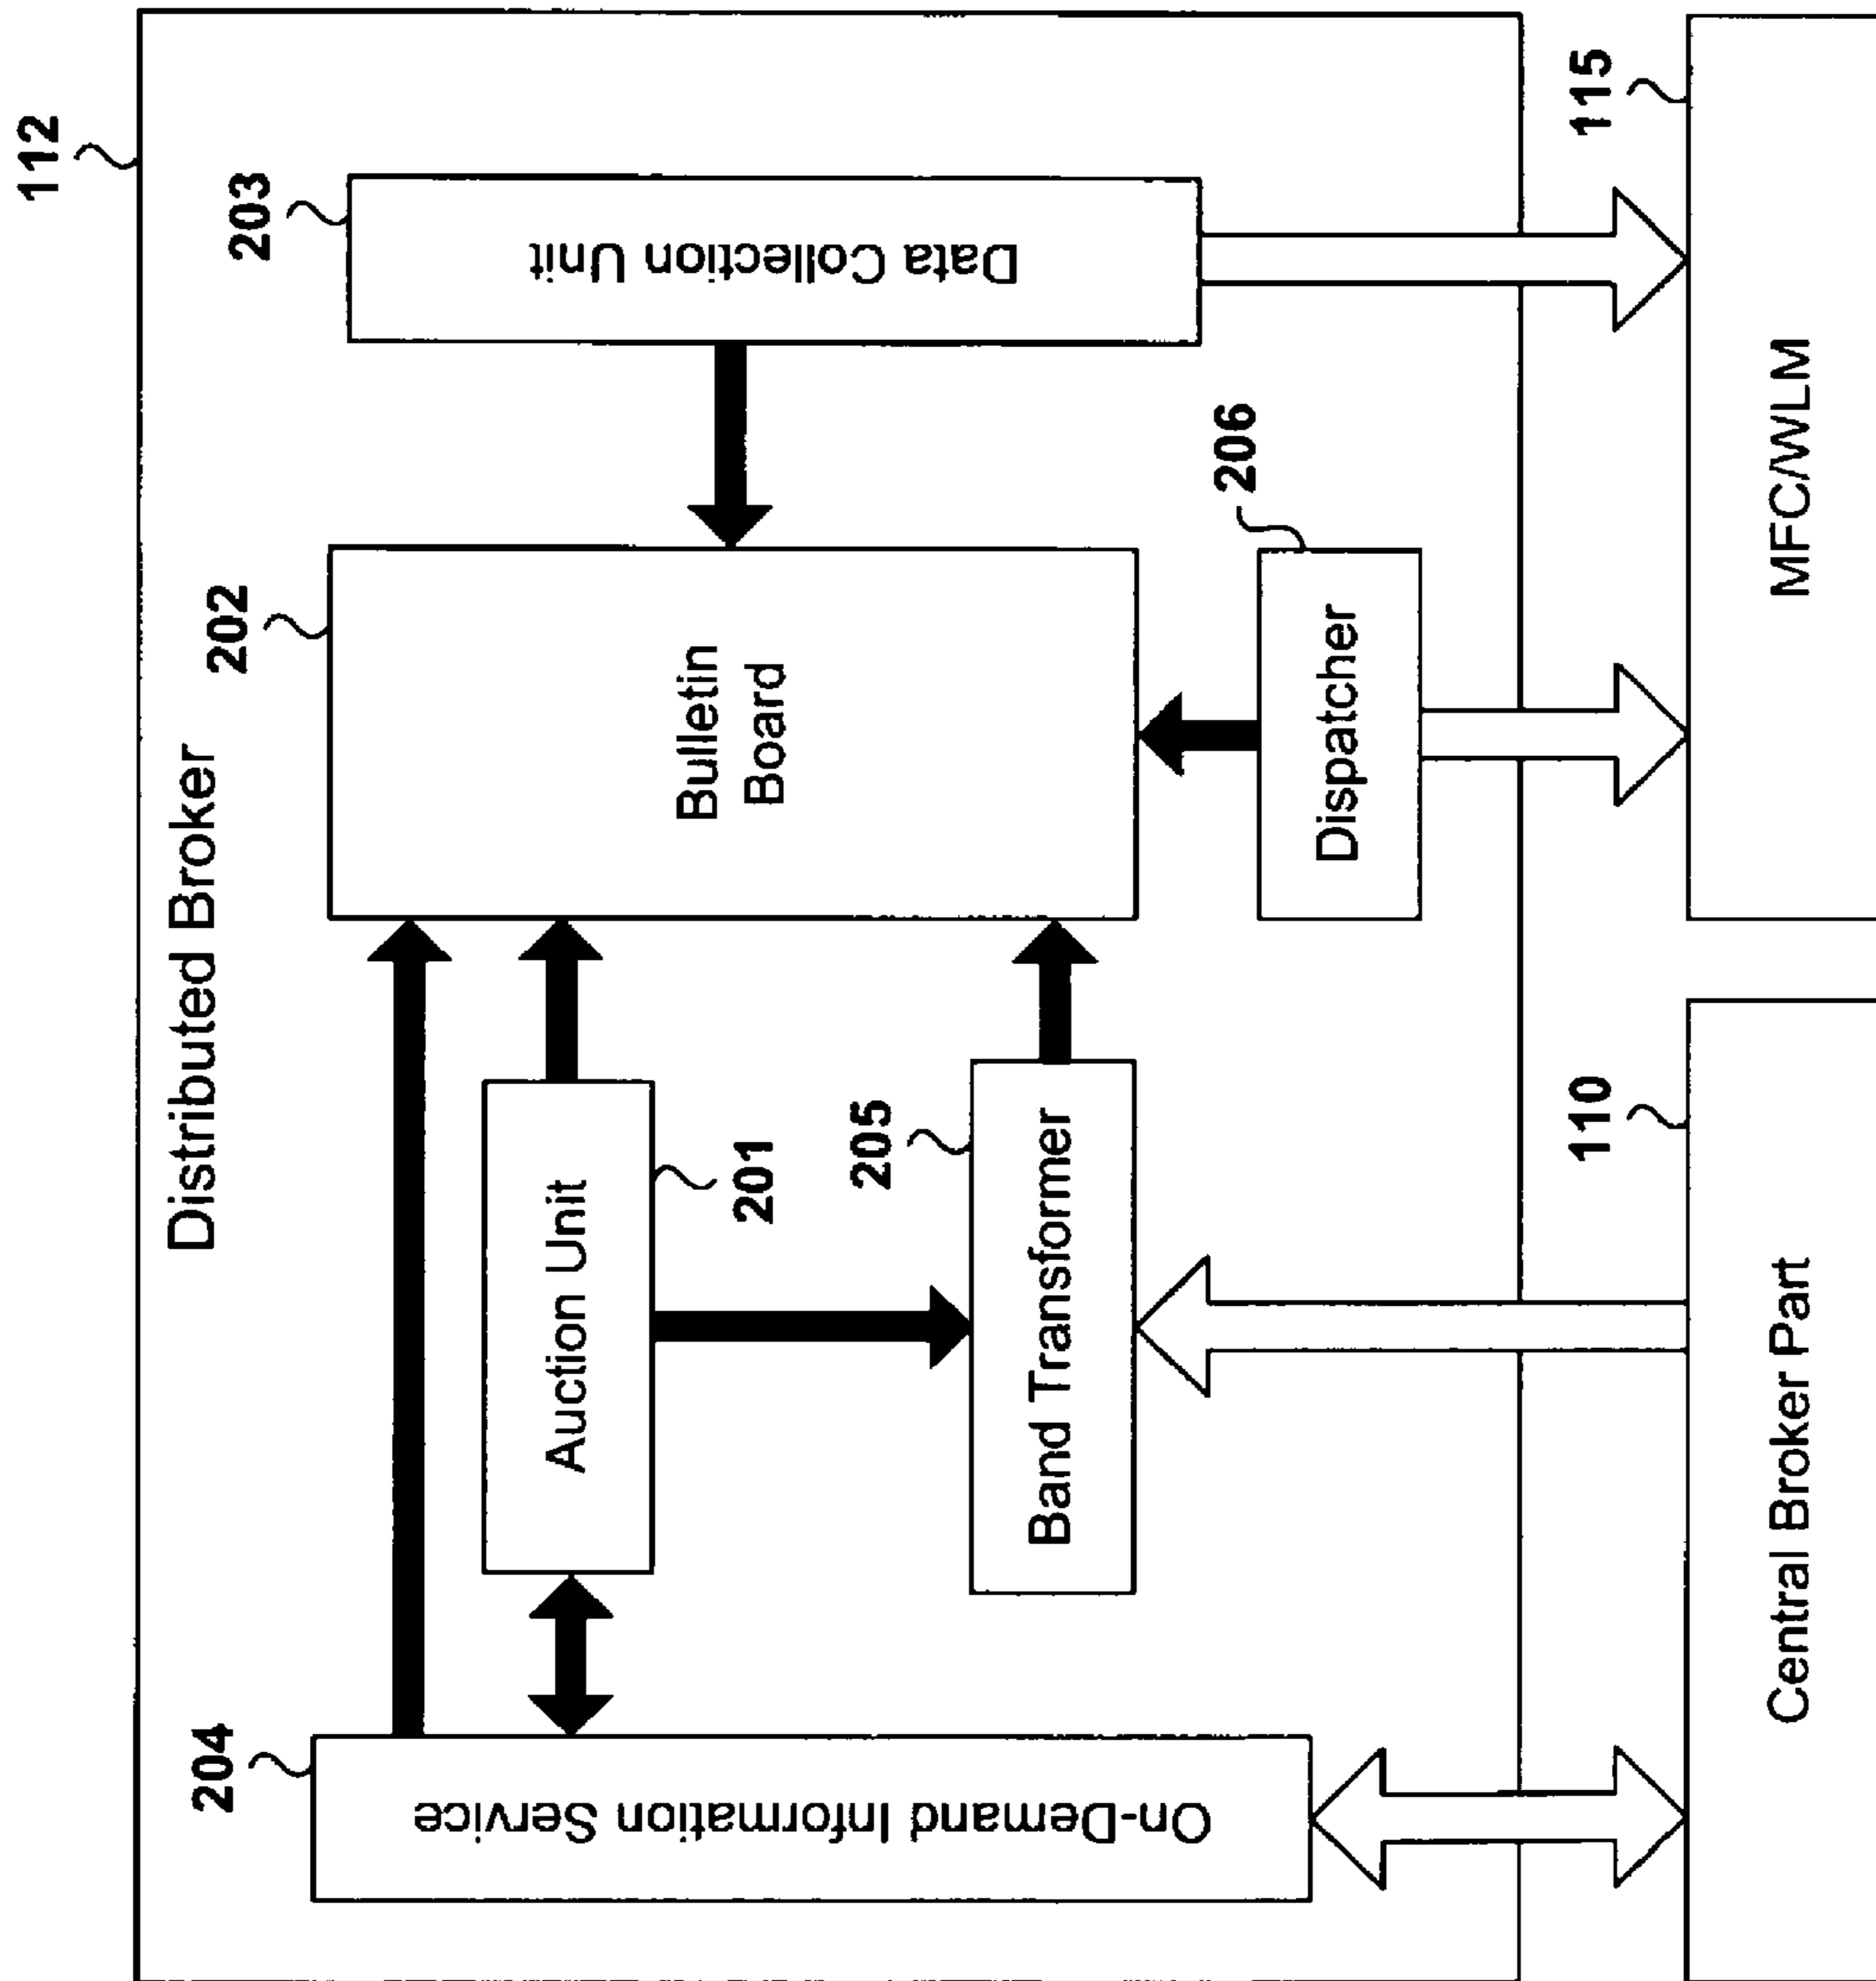 112
Distributed Broker
204
On-Demand Information Service
Auction Unit
201
202
Bulletin
Board
203
Data Collection Unit
205
Band Transformer
206
Dispatcher
110
Central Broker Part
115
MFC/WLM